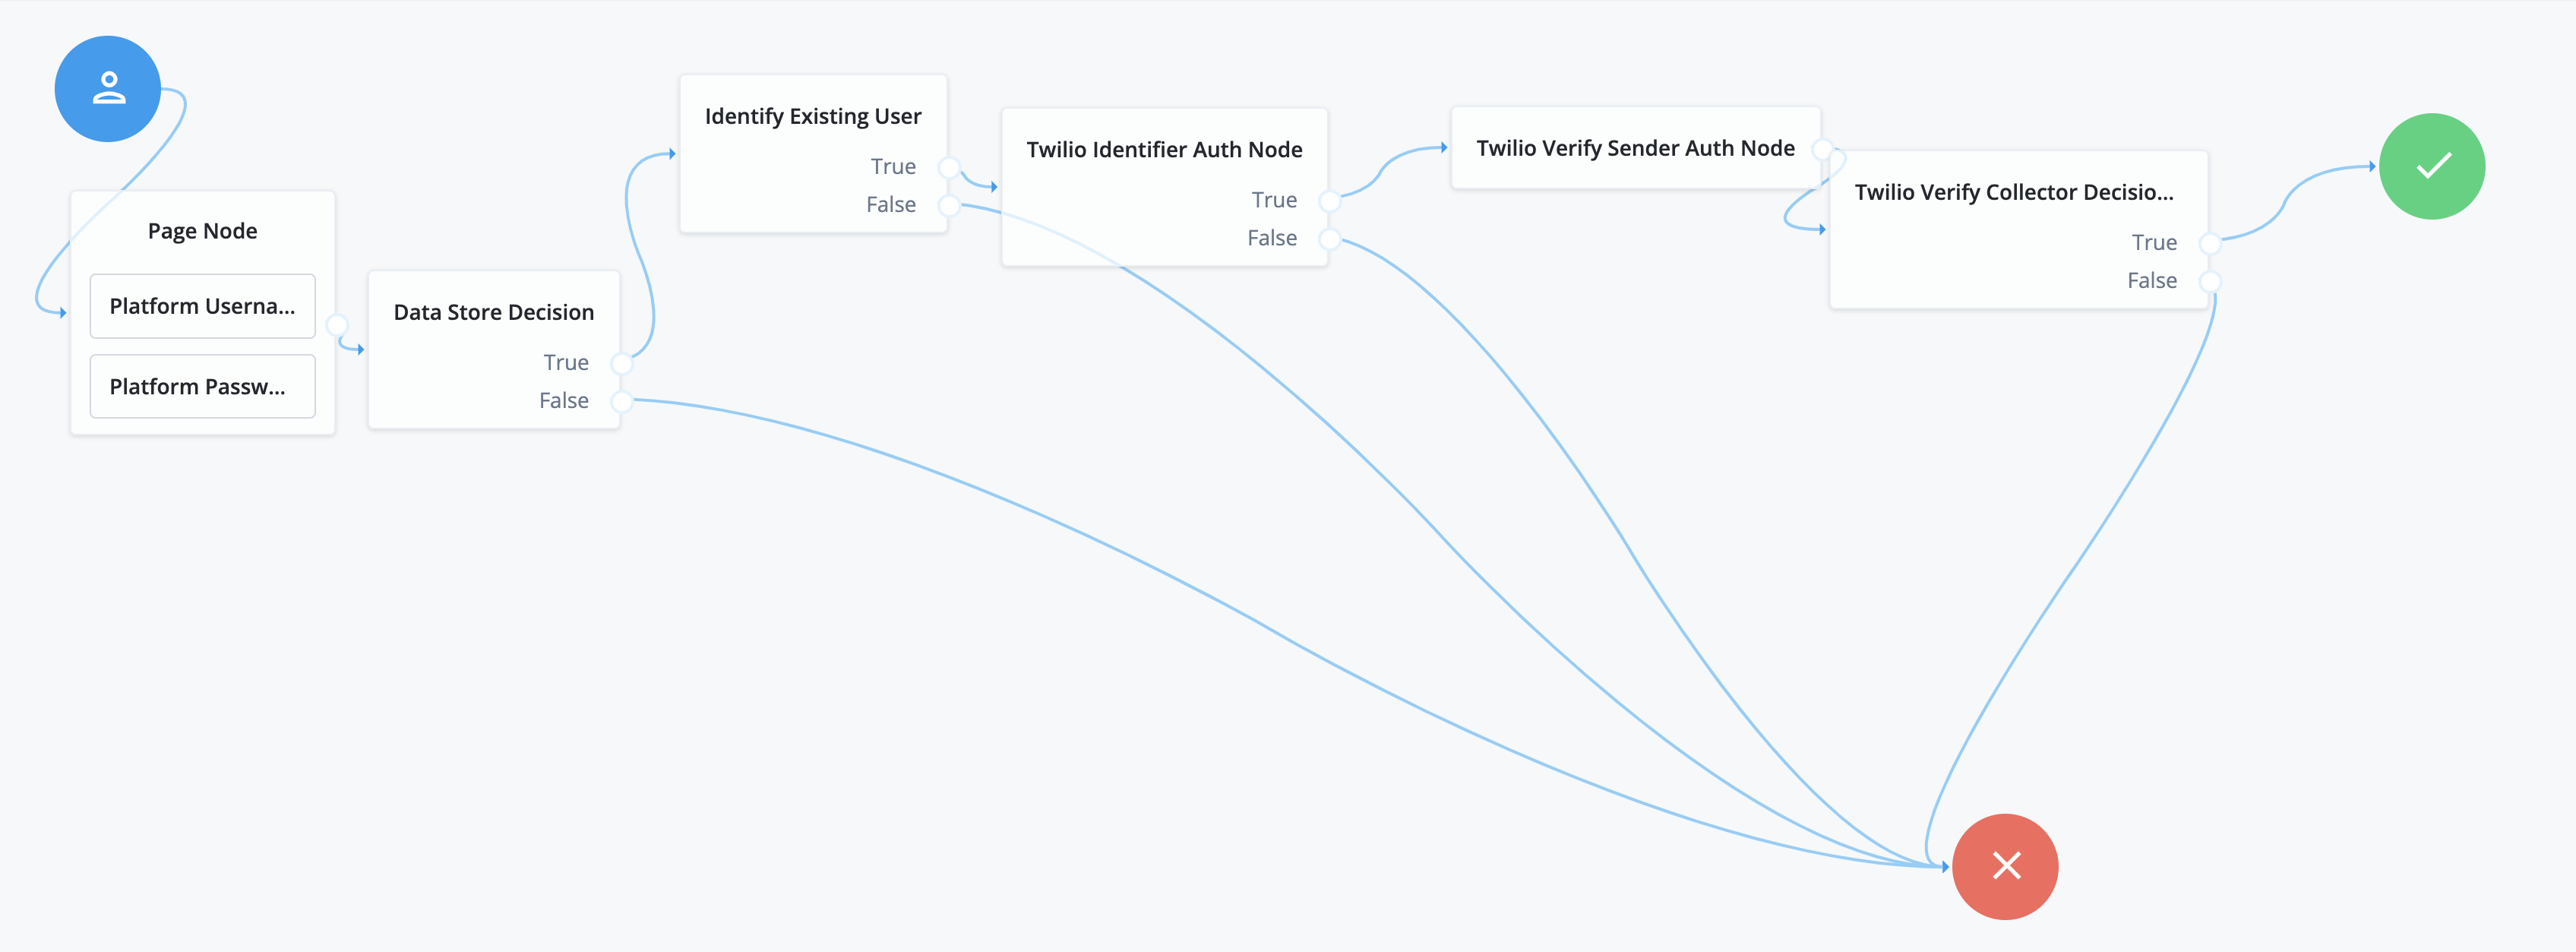 Page Node
Platform Userna...
Platform Passw...
Data Store Decision
True
False
Identify Existing User
True
False
Twilio Identifier Auth Node
True
False
Twilio Verify Sender Auth Node
Twilio Verify Collector Decisio...
True
False